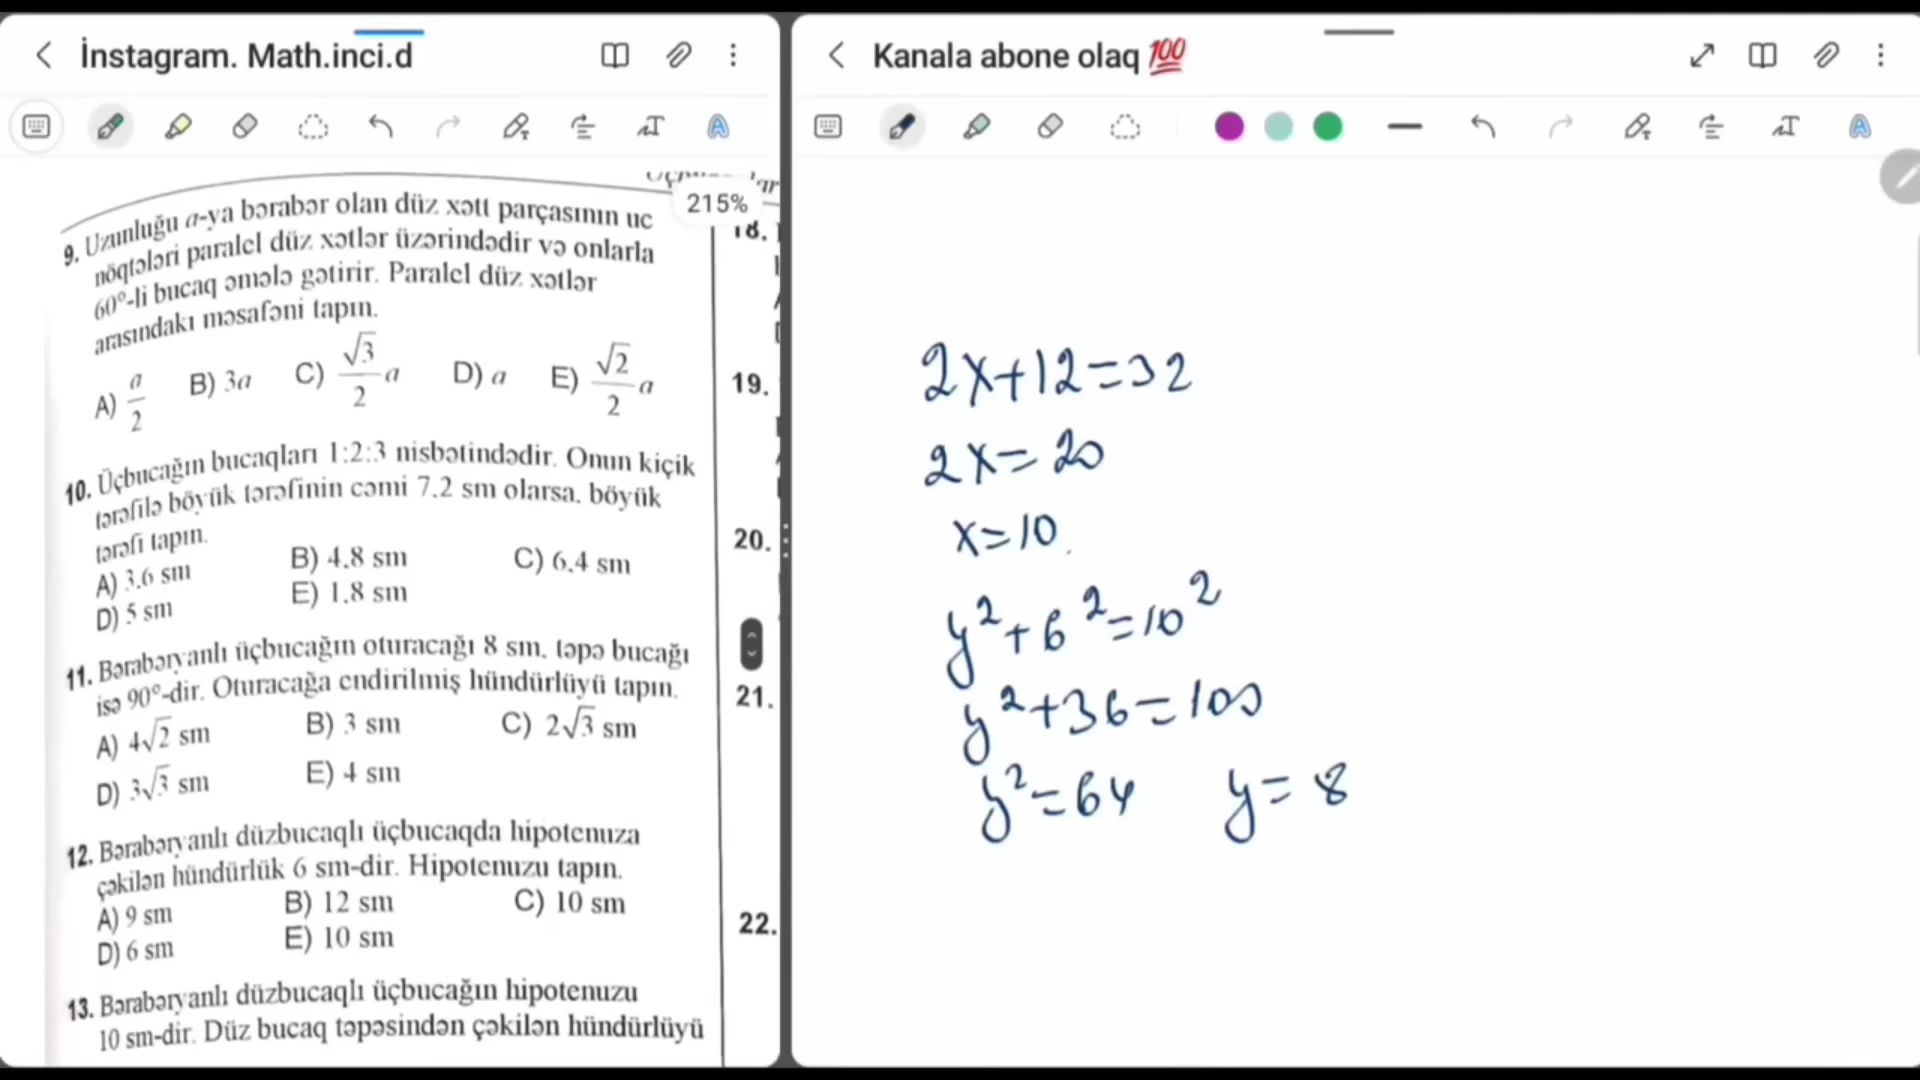 İnstagram. Math.inci.d
215%
9. Uzunluğu a-ya bərabər olan düz xətt parçasının uc
nöqtələri paralel düz xətlər üzərindədir və onlarla
60°-li bucaq əmələ gətirir. Paralel düz xətlər
arasındakı məsafəni tapın.
A) a/2 B) 3a C) √3/2 a D) a E) √2/2 a
10. Üçbucağın bucaqları 1:2:3 nisbətindədir. Onun kiçik
tərəfilə böyük tərəfinin cəmi 7.2 sm olarsa, böyük
tərəfi tapın.
A) 3.6 sm B) 4.8 sm C) 6.4 sm
D) 5 sm E) 1.8 sm
11. Bərabəryanlı üçbucağın oturacağı 8 sm. təpə bucağı
isə 90°-dir. Oturacağa endirilmiş hündürlüyü tapın.
A) 4√2 sm B) 3 sm C) 2√3 sm
D) 3√3 sm E) 4 sm
12. Bərabəryanlı düzbucaqlı üçbucaqda hipotenuza
çəkilən hündürlük 6 sm-dir. Hipotenuzu tapın.
A) 9 sm B) 12 sm C) 10 sm
D) 6 sm E) 10 sm
13. Bərabəryanlı düzbucaqlı üçbucağın hipotenuzu
10 sm-dir. Düz bucaq təpəsindən çəkilən hündürlüyü
18.
19.
20.
21.
22.
Kanala abone olaq 💯
2x+12=32
2x=20
x=10.
y²+6²=10²
y²+36=100
y²=64 y=8